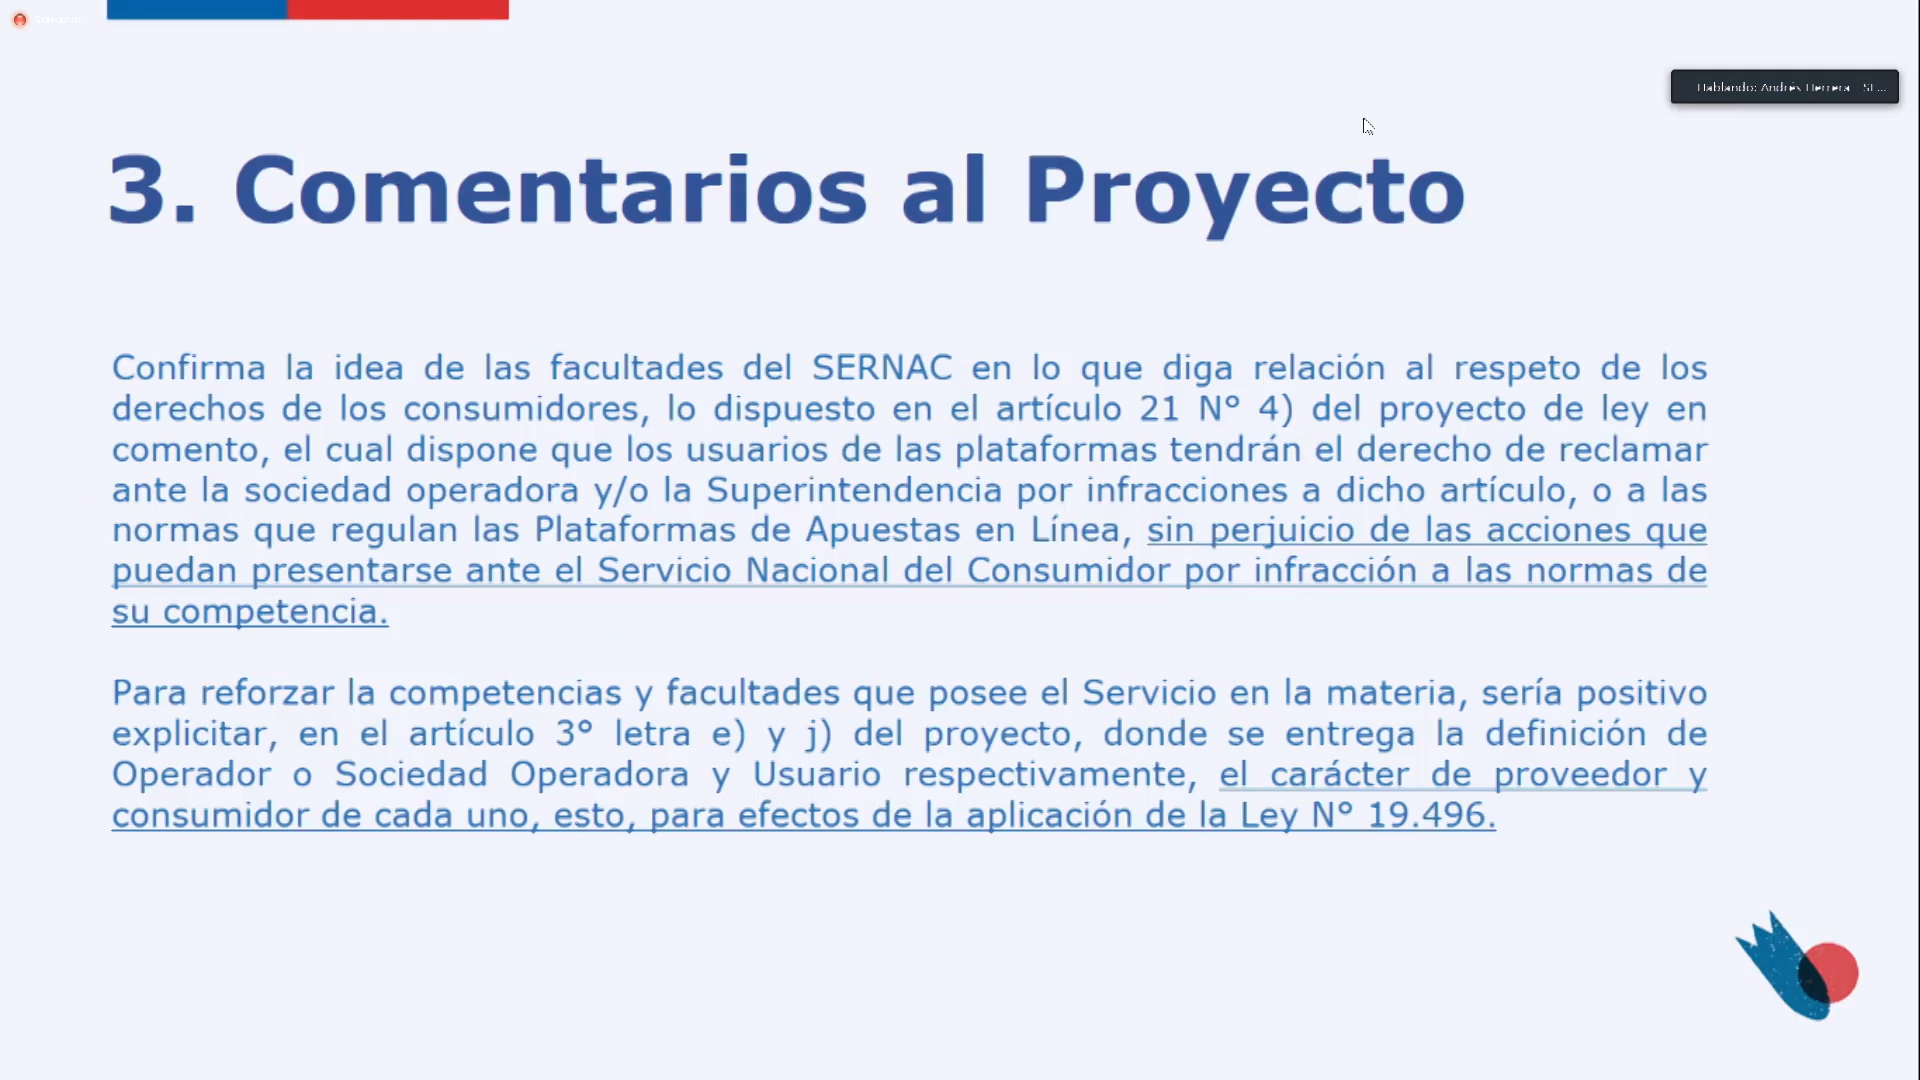 Grabando
Hablando: Andrés Herrera - SE...
3. Comentarios al Proyecto
Confirma la idea de las facultades del SERNAC en lo que diga relación al respeto de los
derechos de los consumidores, lo dispuesto en el artículo 21 N° 4) del proyecto de ley en
comento, el cual dispone que los usuarios de las plataformas tendrán el derecho de reclamar
ante la sociedad operadora y/o la Superintendencia por infracciones a dicho artículo, o a las
normas que regulan las Plataformas de Apuestas en Línea, sin perjuicio de las acciones que
puedan presentarse ante el Servicio Nacional del Consumidor por infracción a las normas de
su competencia.
Para reforzar la competencias y facultades que posee el Servicio en la materia, sería positivo
explicitar, en el artículo 3° letra e) y j) del proyecto, donde se entrega la definición de
Operador o Sociedad Operadora y Usuario respectivamente, el carácter de proveedor y
consumidor de cada uno, esto, para efectos de la aplicación de la Ley N° 19.496.